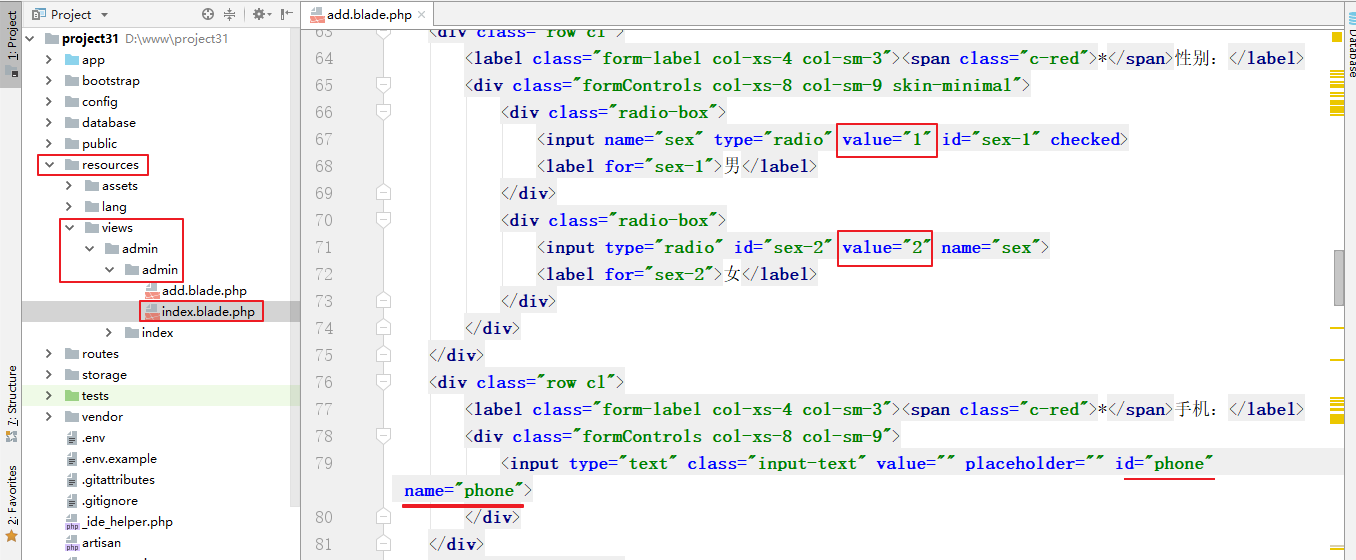 Project
add.blade.php
1: Project
project31 D:\www\project31
app
bootstrap
config
database
public
resources
assets
lang
views
admin
admin
add.blade.php
index.blade.php
index
routes
storage
tests
vendor
.env
.env.example
.gitattributes
.gitignore
_ide_helper.php
artisan
7: Structure
2: Favorites
63 <div class="row cl">
64 <label class="form-label col-xs-4 col-sm-3"><span class="c-red">*</span>性别：</label>
65 <div class="formControls col-xs-8 col-sm-9 skin-minimal">
66 <div class="radio-box">
67 <input name="sex" type="radio" value="1" id="sex-1" checked>
68 <label for="sex-1">男</label>
69 </div>
70 <div class="radio-box">
71 <input type="radio" id="sex-2" value="2" name="sex">
72 <label for="sex-2">女</label>
73 </div>
74 </div>
75 </div>
76 <div class="row cl">
77 <label class="form-label col-xs-4 col-sm-3"><span class="c-red">*</span>手机：</label>
78 <div class="formControls col-xs-8 col-sm-9">
79 <input type="text" class="input-text" value="" placeholder="" id="phone"
name="phone">
80 </div>
81 </div>
Database